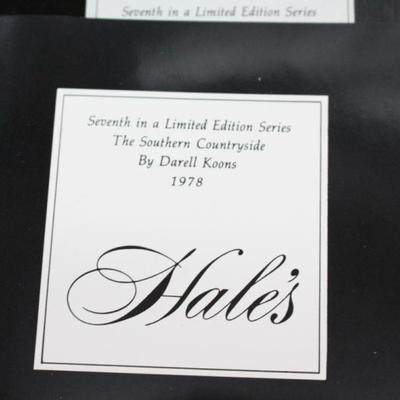 Seventh in a Limited Edition Series
Seventh in a Limited Edition Series
The Southern Countryside
By Darell Koons
1978
Hale's